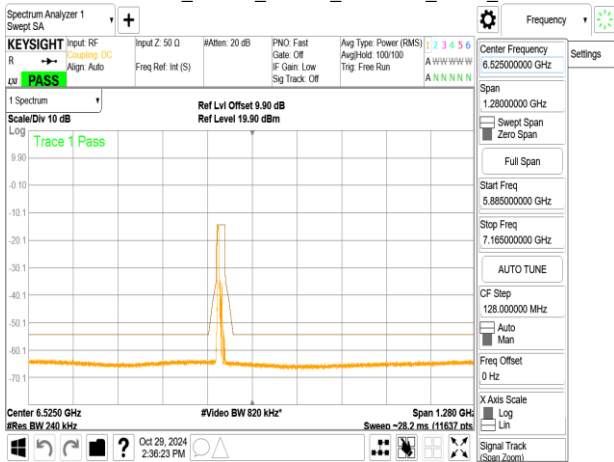 Spectrum Analyzer 1
Swept SA
Frequency
KEYSIGHT
R
LXI
PASS
Input: RF
Coupling: DC
Align: Auto
Input Z: 50 Ω
Freq Ref: Int (S)
#Atten: 20 dB
PNO: Fast
Gate: Off
IF Gain: Low
Sig Track: Off
Avg Type: Power (RMS)
Avg|Hold: 100/100
Trig: Free Run
1 2 3 4 5 6
A W W W W W
A N N N N N
1 Spectrum
Scale/Div 10 dB
Ref Lvl Offset 9.90 dB
Ref Level 19.90 dBm
Log
Trace 1 Pass
9.90
-0.10
-10.1
-20.1
-30.1
-40.1
-50.1
-60.1
-70.1
Center 6.5250 GHz
#Res BW 240 kHz
#Video BW 820 kHz*
Span 1.280 GHz
Sweep ~28.2 ms (11637 pts
Oct 29, 2024
2:36:23 PM
Center Frequency
6.525000000 GHz
Settings
Span
1.28000000 GHz
Swept Span
Zero Span
Full Span
Start Freq
5.885000000 GHz
Stop Freq
7.165000000 GHz
AUTO TUNE
CF Step
128.000000 MHz
Auto
Man
Freq Offset
0 Hz
X Axis Scale
Log
Lin
Signal Track
(Span Zoom)